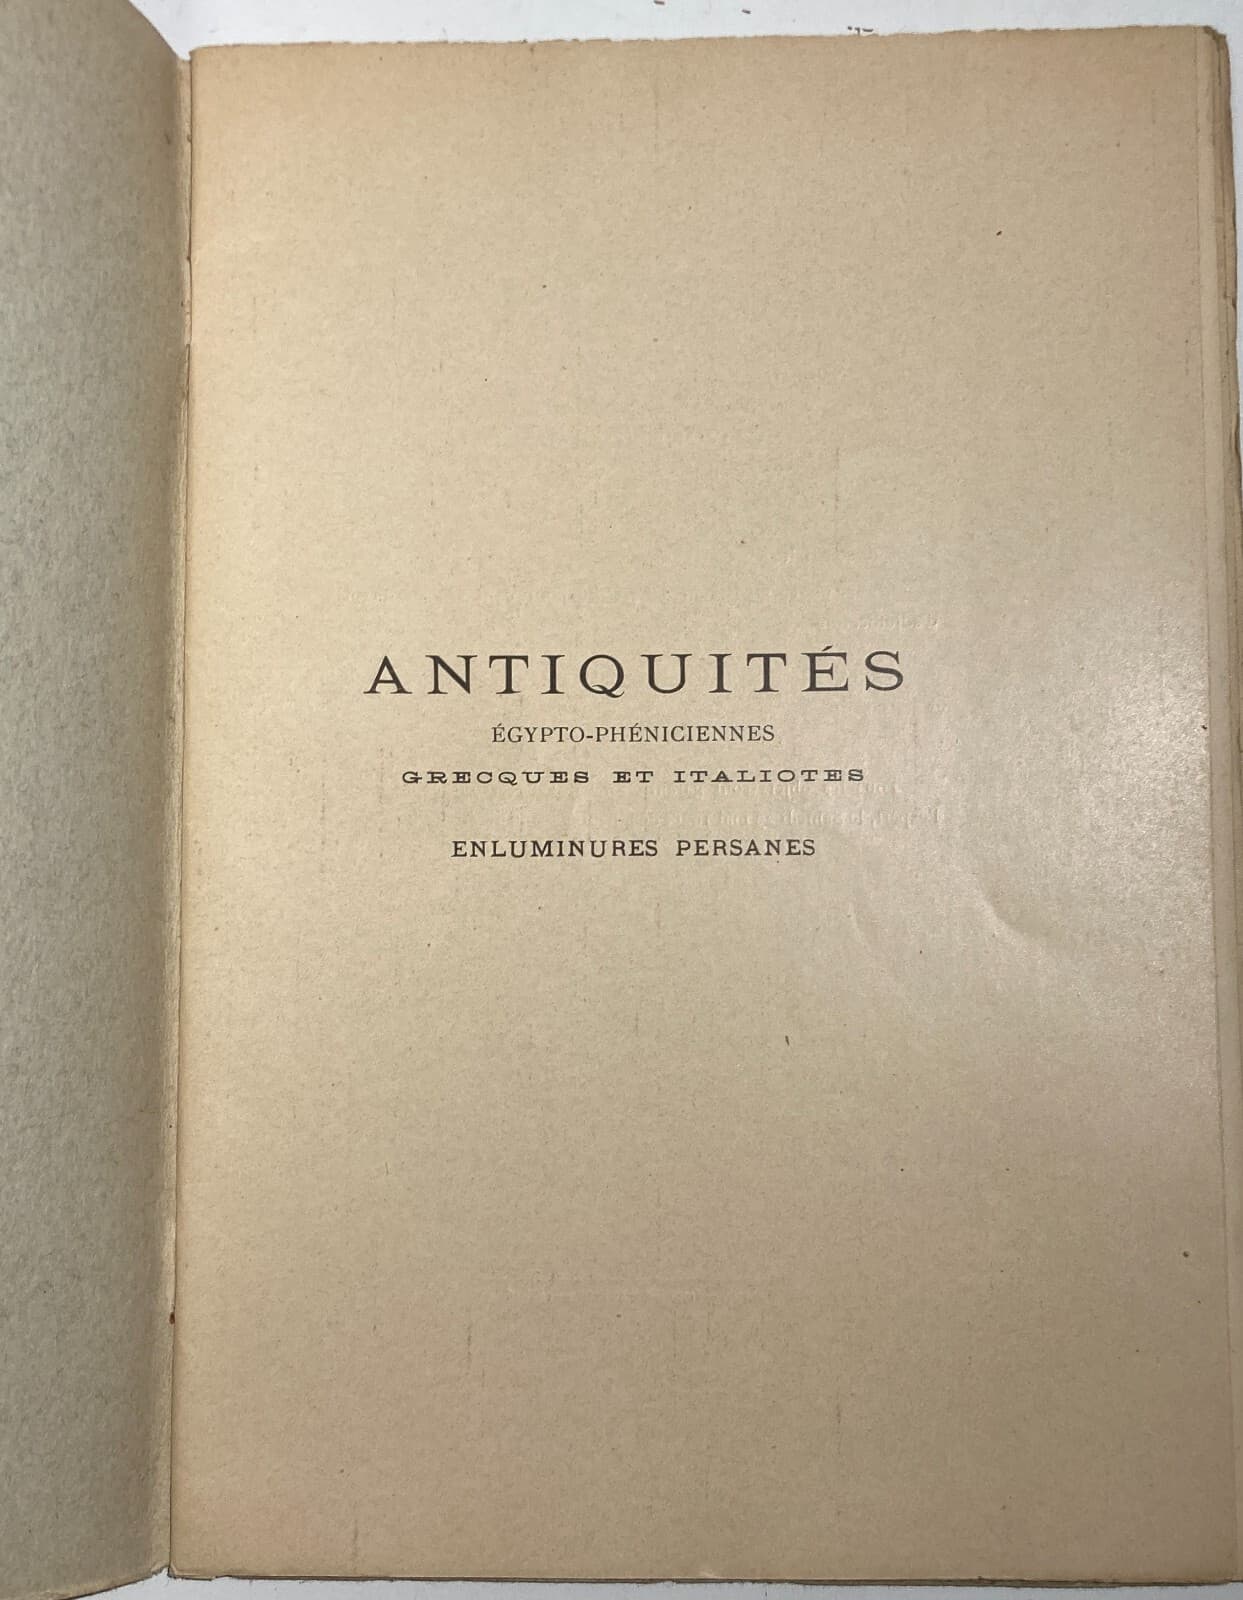 ANTIQUITÉS
ÉGYPTO-PHÉNICIENNES
GRECQUES ET ITALIOTES
ENLUMINURES PERSANES